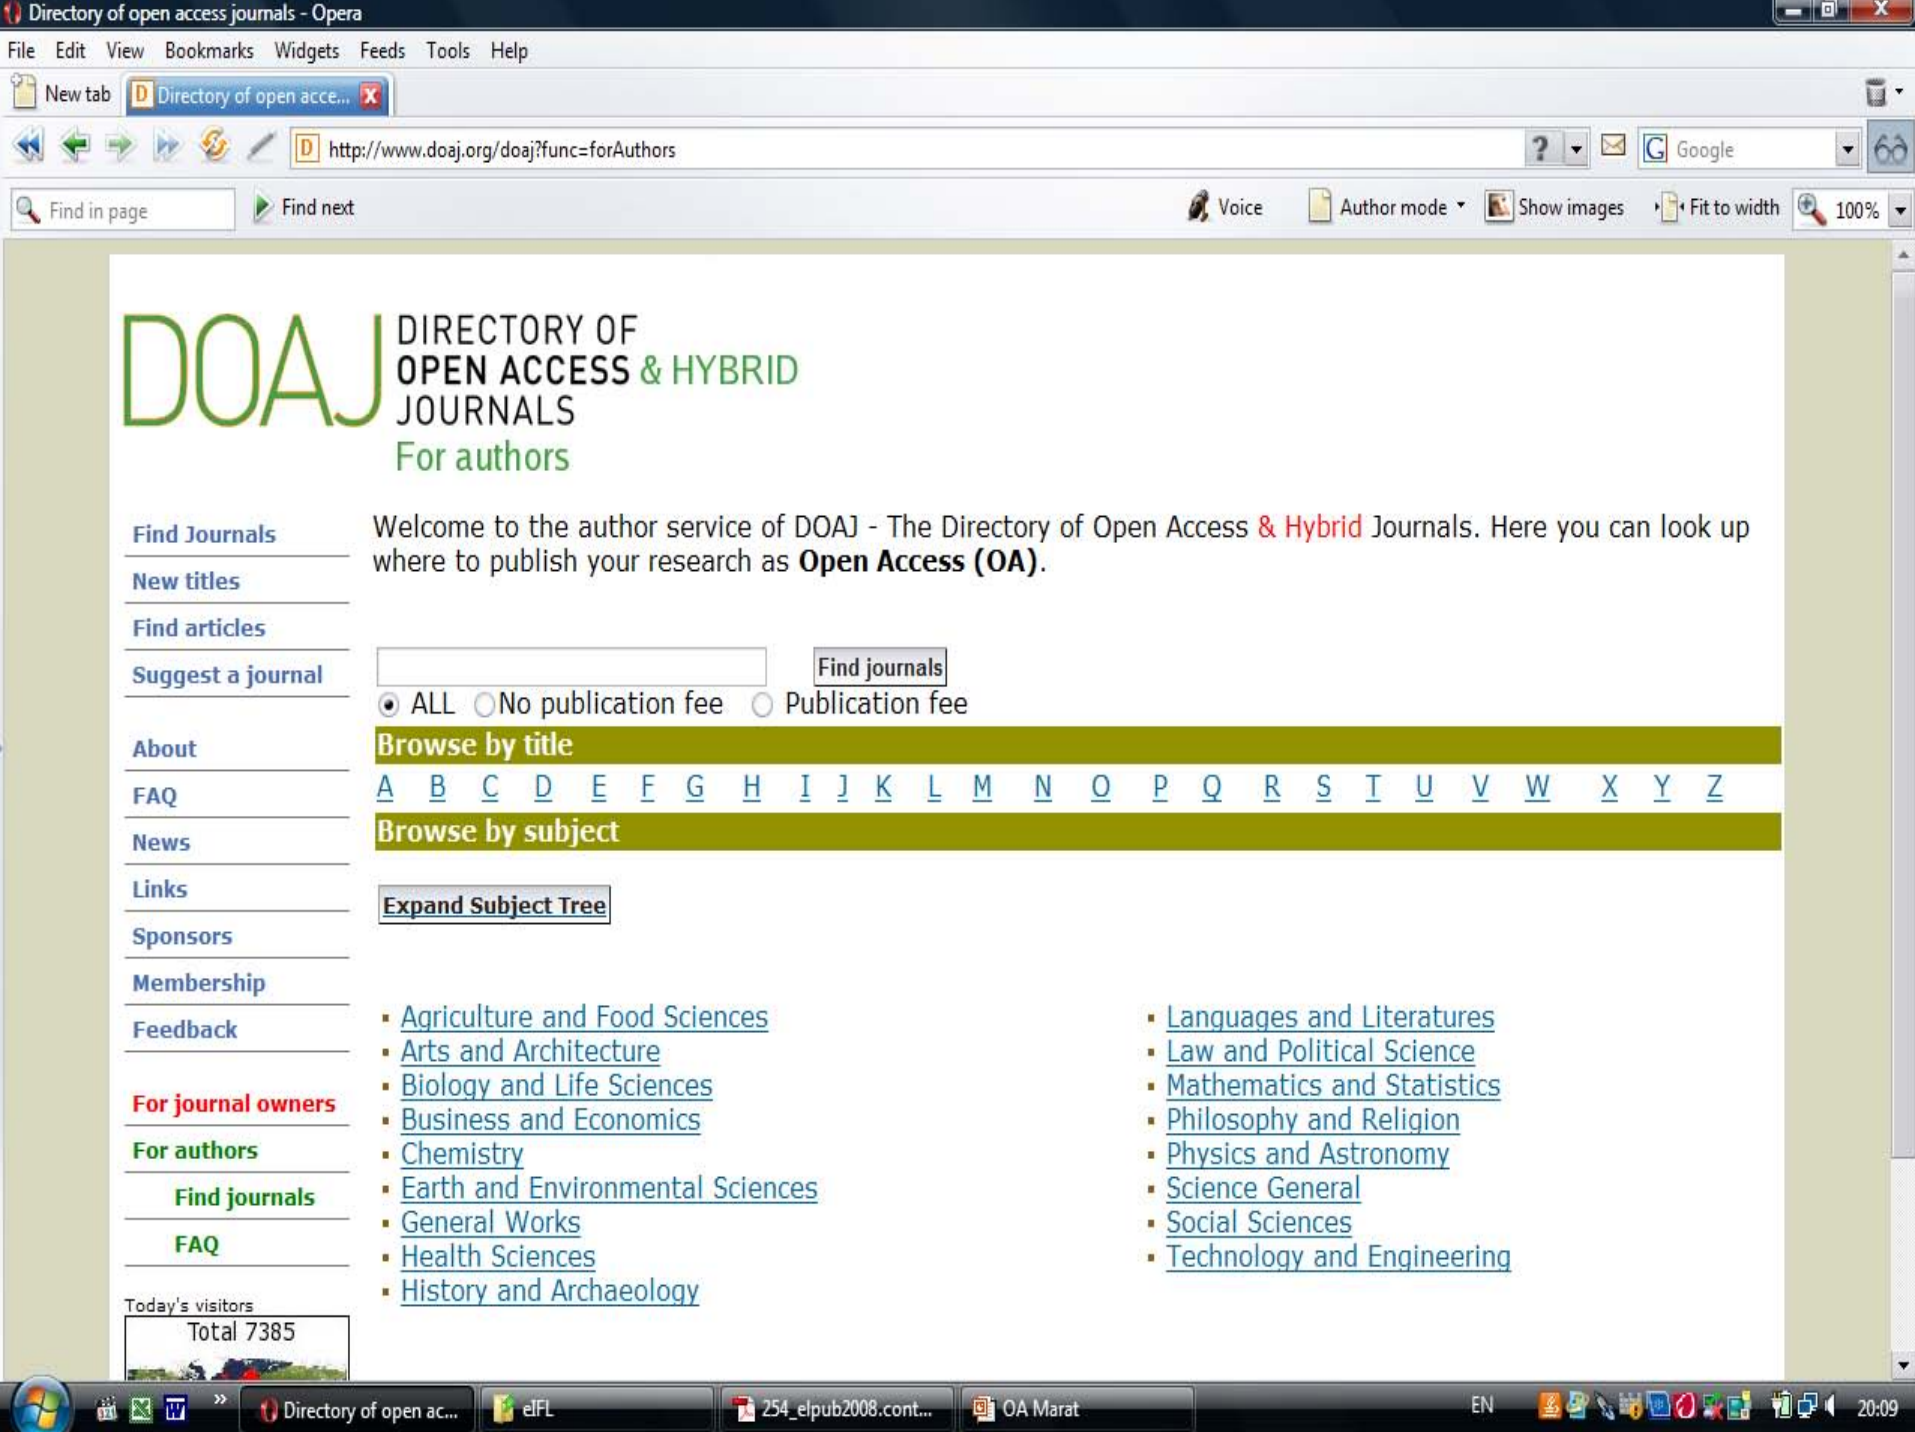 Directory of open access journals - Opera
File Edit View Bookmarks Widgets Feeds Tools Help
New tab Directory of open acce...
http://www.doaj.org/doaj?func=forAuthors
Google
Find in page Find next Voice Author mode Show images Fit to width 100%
DOAJ
DIRECTORY OF
OPEN ACCESS & HYBRID
JOURNALS
For authors
Find Journals
New titles
Find articles
Suggest a journal
About
FAQ
News
Links
Sponsors
Membership
Feedback
For journal owners
For authors
Find journals
FAQ
Today's visitors
Total 7385
Welcome to the author service of DOAJ - The Directory of Open Access & Hybrid Journals. Here you can look up
where to publish your research as Open Access (OA).
Find journals
ALL No publication fee Publication fee
Browse by title
A B C D E F G H I J K L M N O P Q R S T U V W X Y Z
Browse by subject
Expand Subject Tree
Agriculture and Food Sciences
Arts and Architecture
Biology and Life Sciences
Business and Economics
Chemistry
Earth and Environmental Sciences
General Works
Health Sciences
History and Archaeology
Languages and Literatures
Law and Political Science
Mathematics and Statistics
Philosophy and Religion
Physics and Astronomy
Science General
Social Sciences
Technology and Engineering
Directory of open ac... eIFL 254_elpub2008.cont... OA Marat EN 20:09